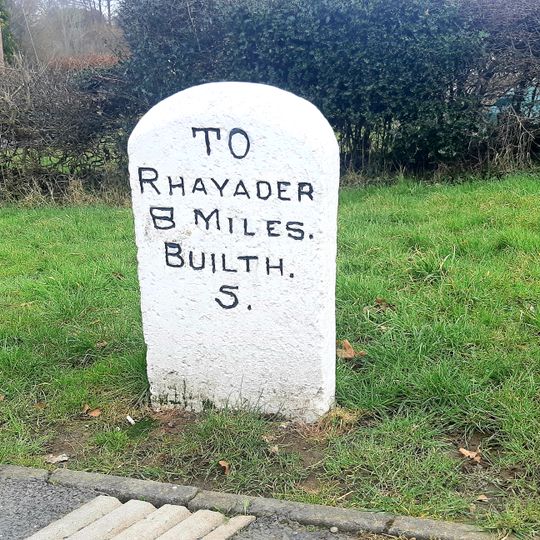 TO
RHAYADER
8 MILES.
BUILTH.
5.